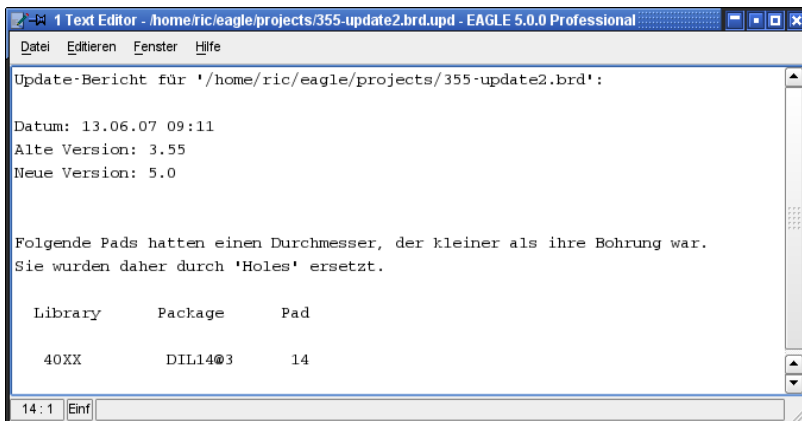 1 Text Editor - /home/ric/eagle/projects/355-update2.brd.upd - EAGLE 5.0.0 Professional
Datei Editieren Fenster Hilfe
Update-Bericht für '/home/ric/eagle/projects/355-update2.brd':
Datum: 13.06.07 09:11
Alte Version: 3.55
Neue Version: 5.0
Folgende Pads hatten einen Durchmesser, der kleiner als ihre Bohrung war.
Sie wurden daher durch 'Holes' ersetzt.
Library Package Pad
40XX DIL14@3 14
14:1 Einf